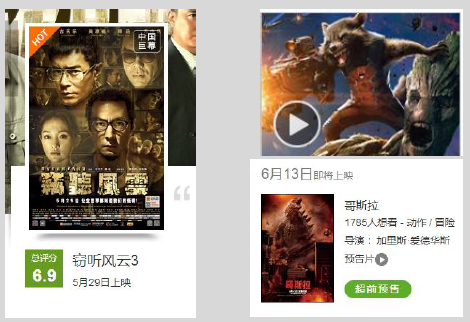 HOT
中国
巨幕
窃听風雲
总评分
6.9
窃听风云3
5月29日上映
6月13日即将上映
哥斯拉
1785人想看 - 动作 / 冒险
导演：加里斯·爱德华斯
预告片
超前预售